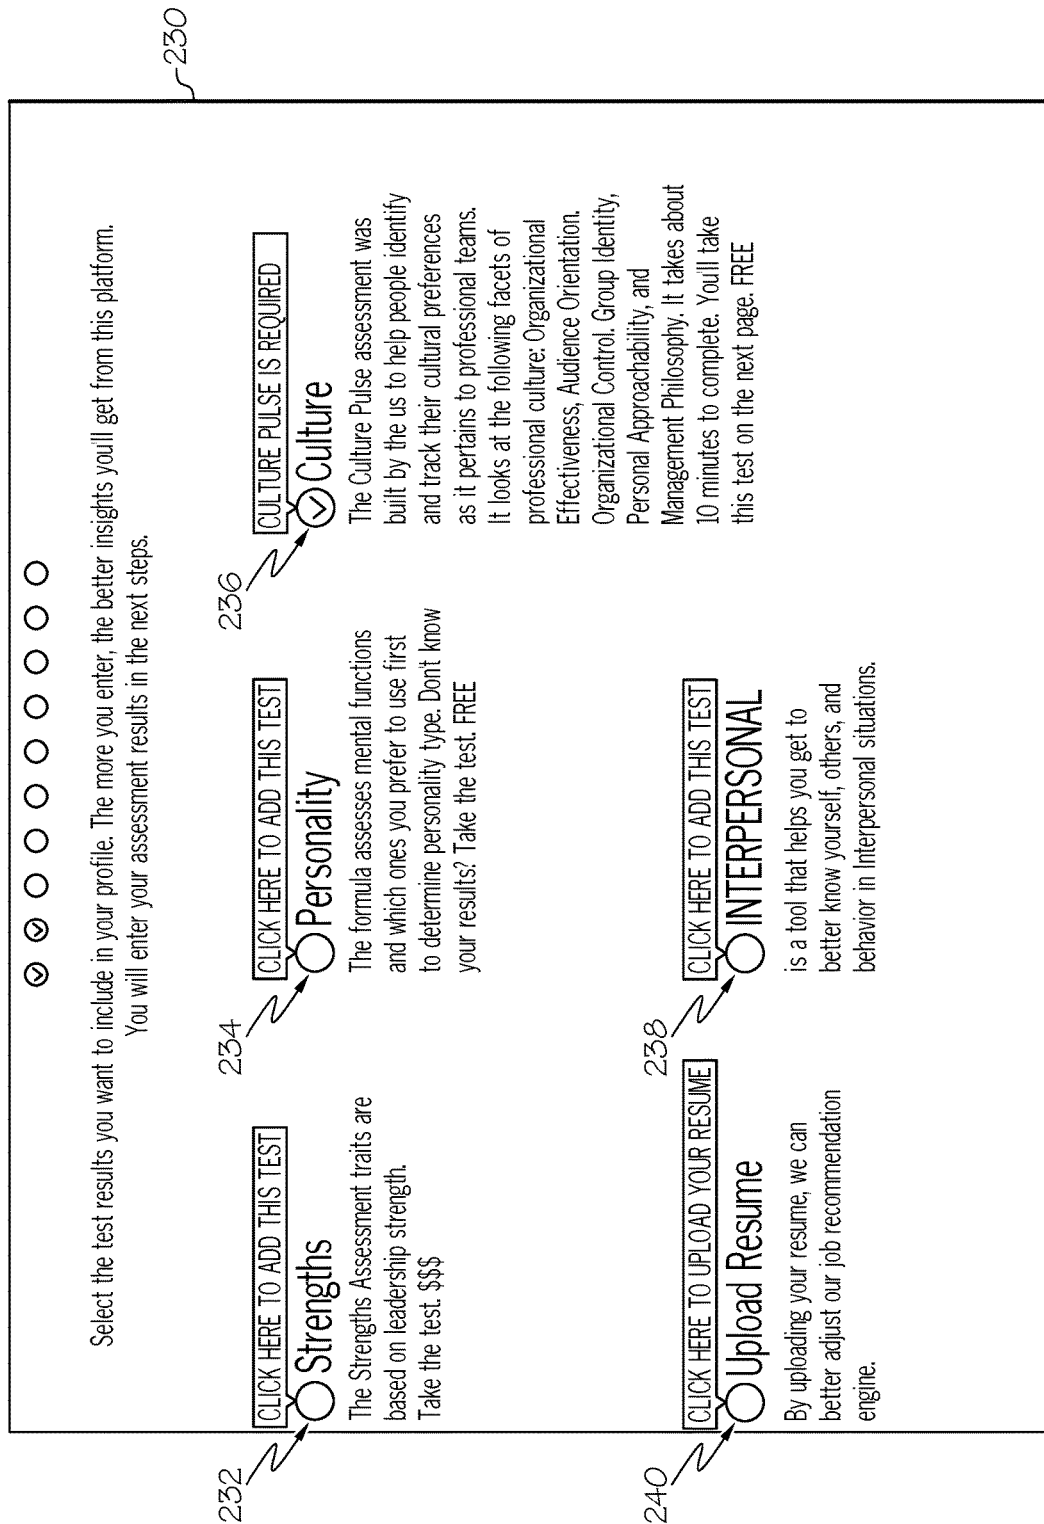 230
Select the test results you want to include in your profile. The more you enter, the better insights you'll get from this platform.
You will enter your assessment results in the next steps.
232
CLICK HERE TO ADD THIS TEST
Strengths
The Strengths Assessment traits are
based on leadership strength.
Take the test. $$$
234
CLICK HERE TO ADD THIS TEST
Personality
The formula assesses mental functions
and which ones you prefer to use first
to determine personality type. Don't know
your results? Take the test. FREE
236
CULTURE PULSE IS REQUIRED
Culture
The Culture Pulse assessment was
built by the us to help people identify
and track their cultural preferences
as it pertains to professional teams.
It looks at the following facets of
professional culture: Organizational
Effectiveness, Audience Orientation.
Organizational Control. Group Identity,
Personal Approachability, and
Management Philosophy. It takes about
10 minutes to complete. You'll take
this test on the next page. FREE
240
CLICK HERE TO UPLOAD YOUR RESUME
Upload Resume
By uploading your resume, we can
better adjust our job recommendation
engine.
238
CLICK HERE TO ADD THIS TEST
INTERPERSONAL
is a tool that helps you get to
better know yourself, others, and
behavior in Interpersonal situations.